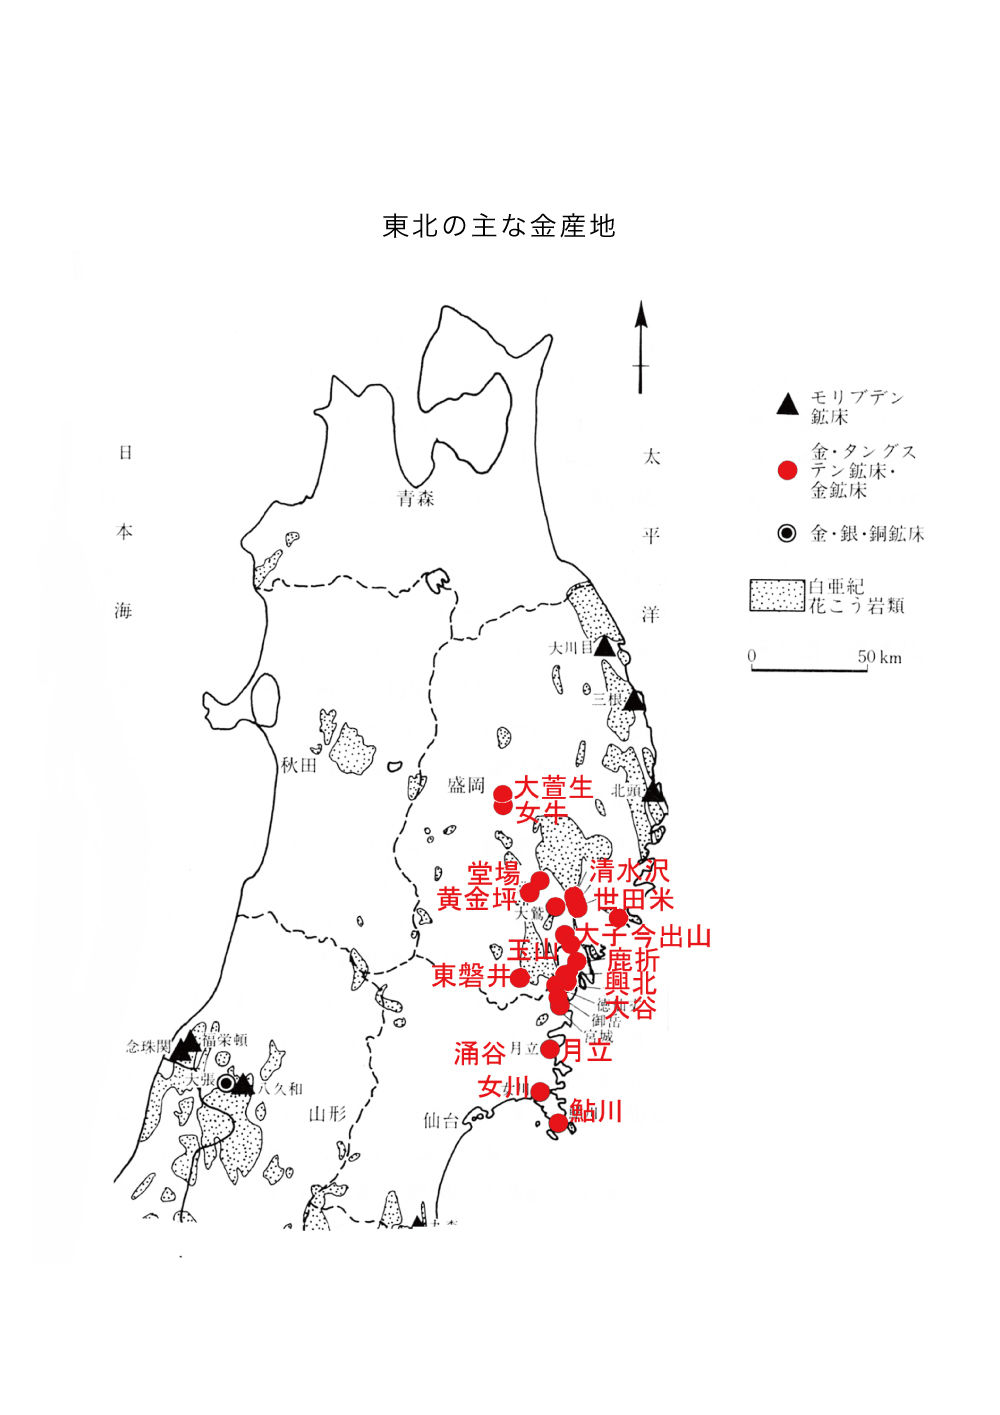 東北の主な金産地
日本海
太平洋
モリブデン
鉱床
金・タングス
テン鉱床・
金鉱床
金・銀・銅鉱床
白亜紀
花こう岩類
0 50 km
青森
大川目
三根
秋田
盛岡
大萱生
北頭
女牛
清水沢
堂場
黄金坪
世田米
大鷲
大子
今出山
玉山
鹿折
東磐井
興北
大谷
御岳
宮城
福栄頓
念珠関
涌谷
月立
月立
大張
八久和
女川
山形
仙台
鮎川